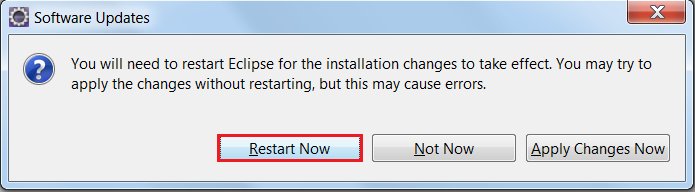 Software Updates
You will need to restart Eclipse for the installation changes to take effect. You may try to
apply the changes without restarting, but this may cause errors.
Restart Now Not Now Apply Changes Now